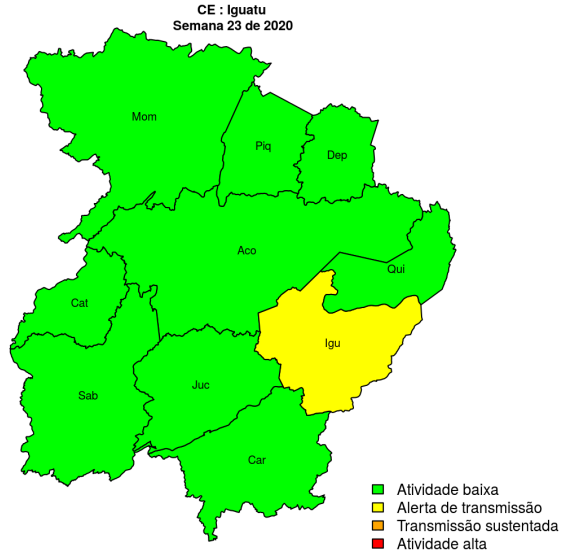 CE : Iguatu
Semana 23 de 2020
Mom
Piq
Dep
Aco
Qui
Cat
Igu
Sab
Juc
Car
Atividade baixa
Alerta de transmissão
Transmissão sustentada
Atividade alta